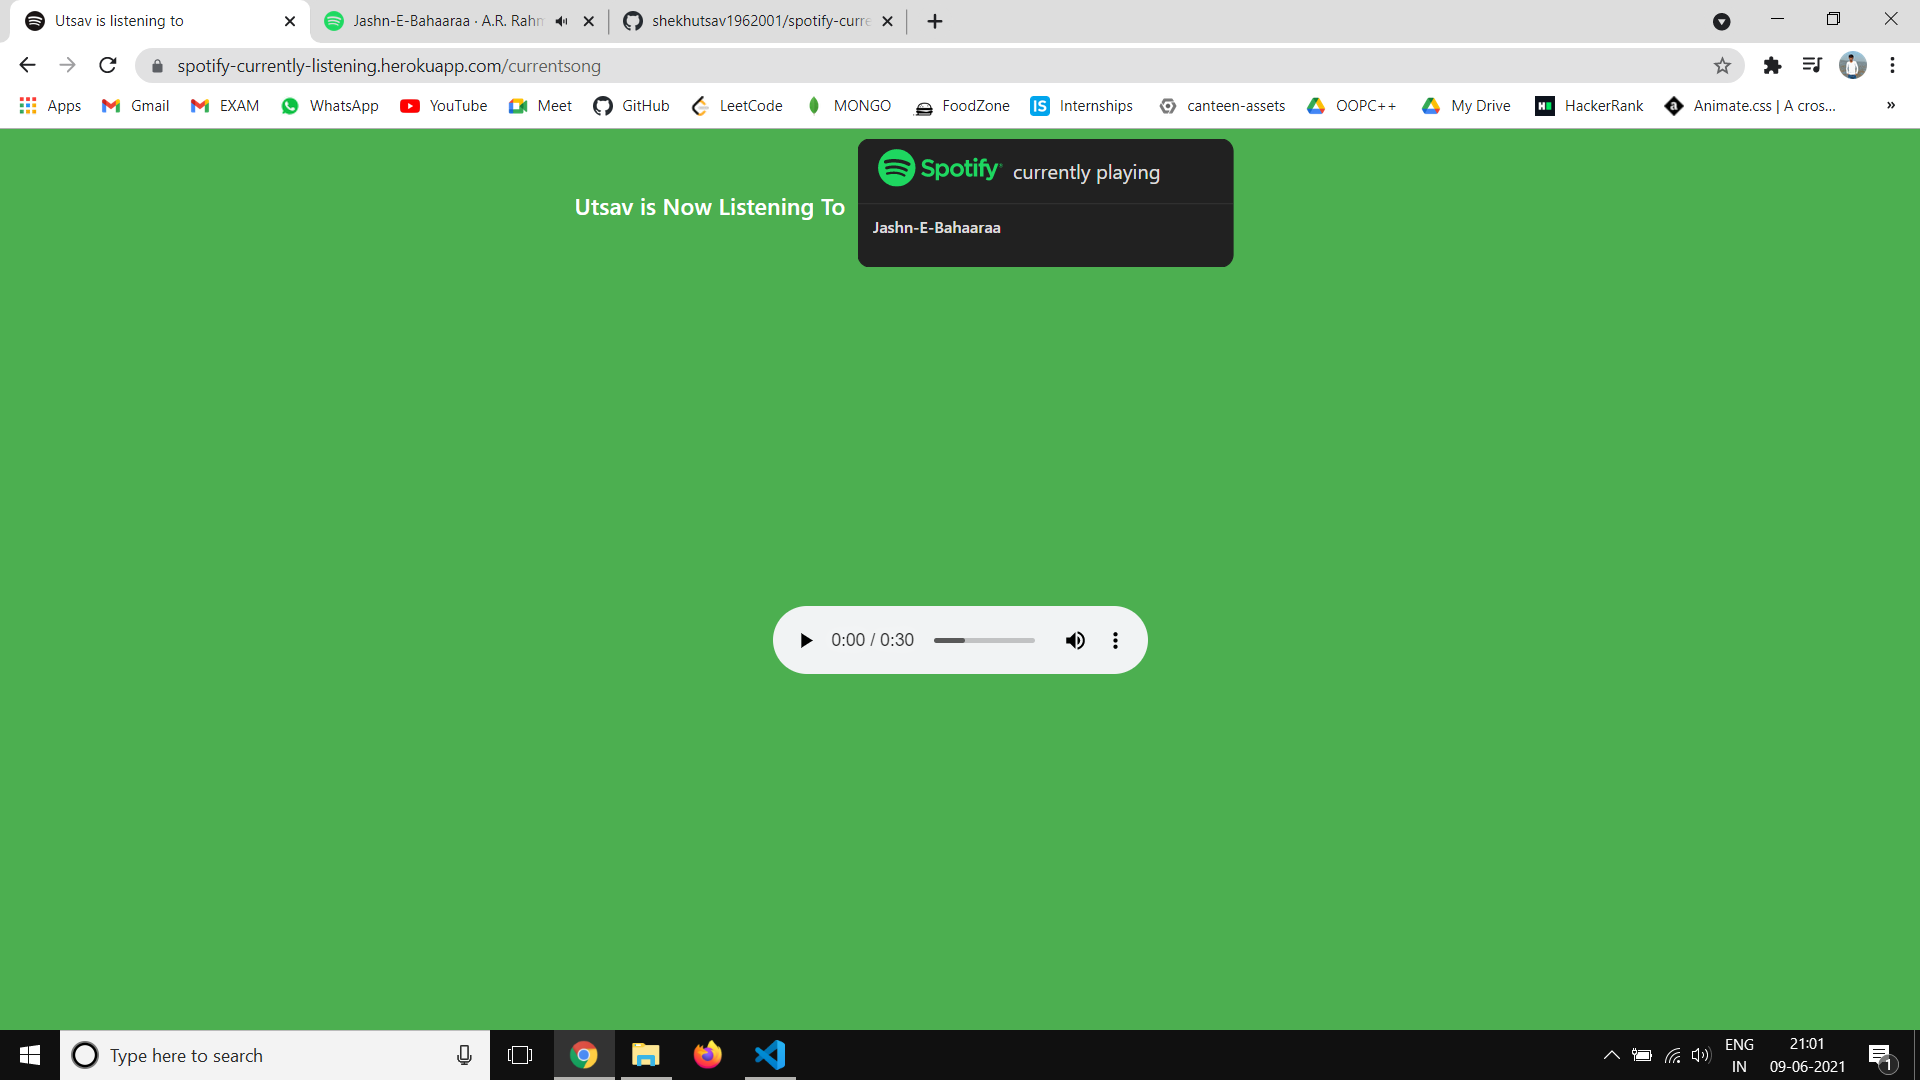 Utsav is listening to
Jashn-E-Bahaaraa · A.R. Rahm
shekhutsav1962001/spotify-curre
spotify-currently-listening.herokuapp.com/currentsong
Apps Gmail EXAM WhatsApp YouTube Meet GitHub LeetCode MONGO FoodZone IS Internships canteen-assets OOPC++ My Drive HackerRank Animate.css | A cros... »
Spotify currently playing
Utsav is Now Listening To
Jashn-E-Bahaaraa
0:00 / 0:30
Type here to search
ENG
IN
21:01
09-06-2021
1